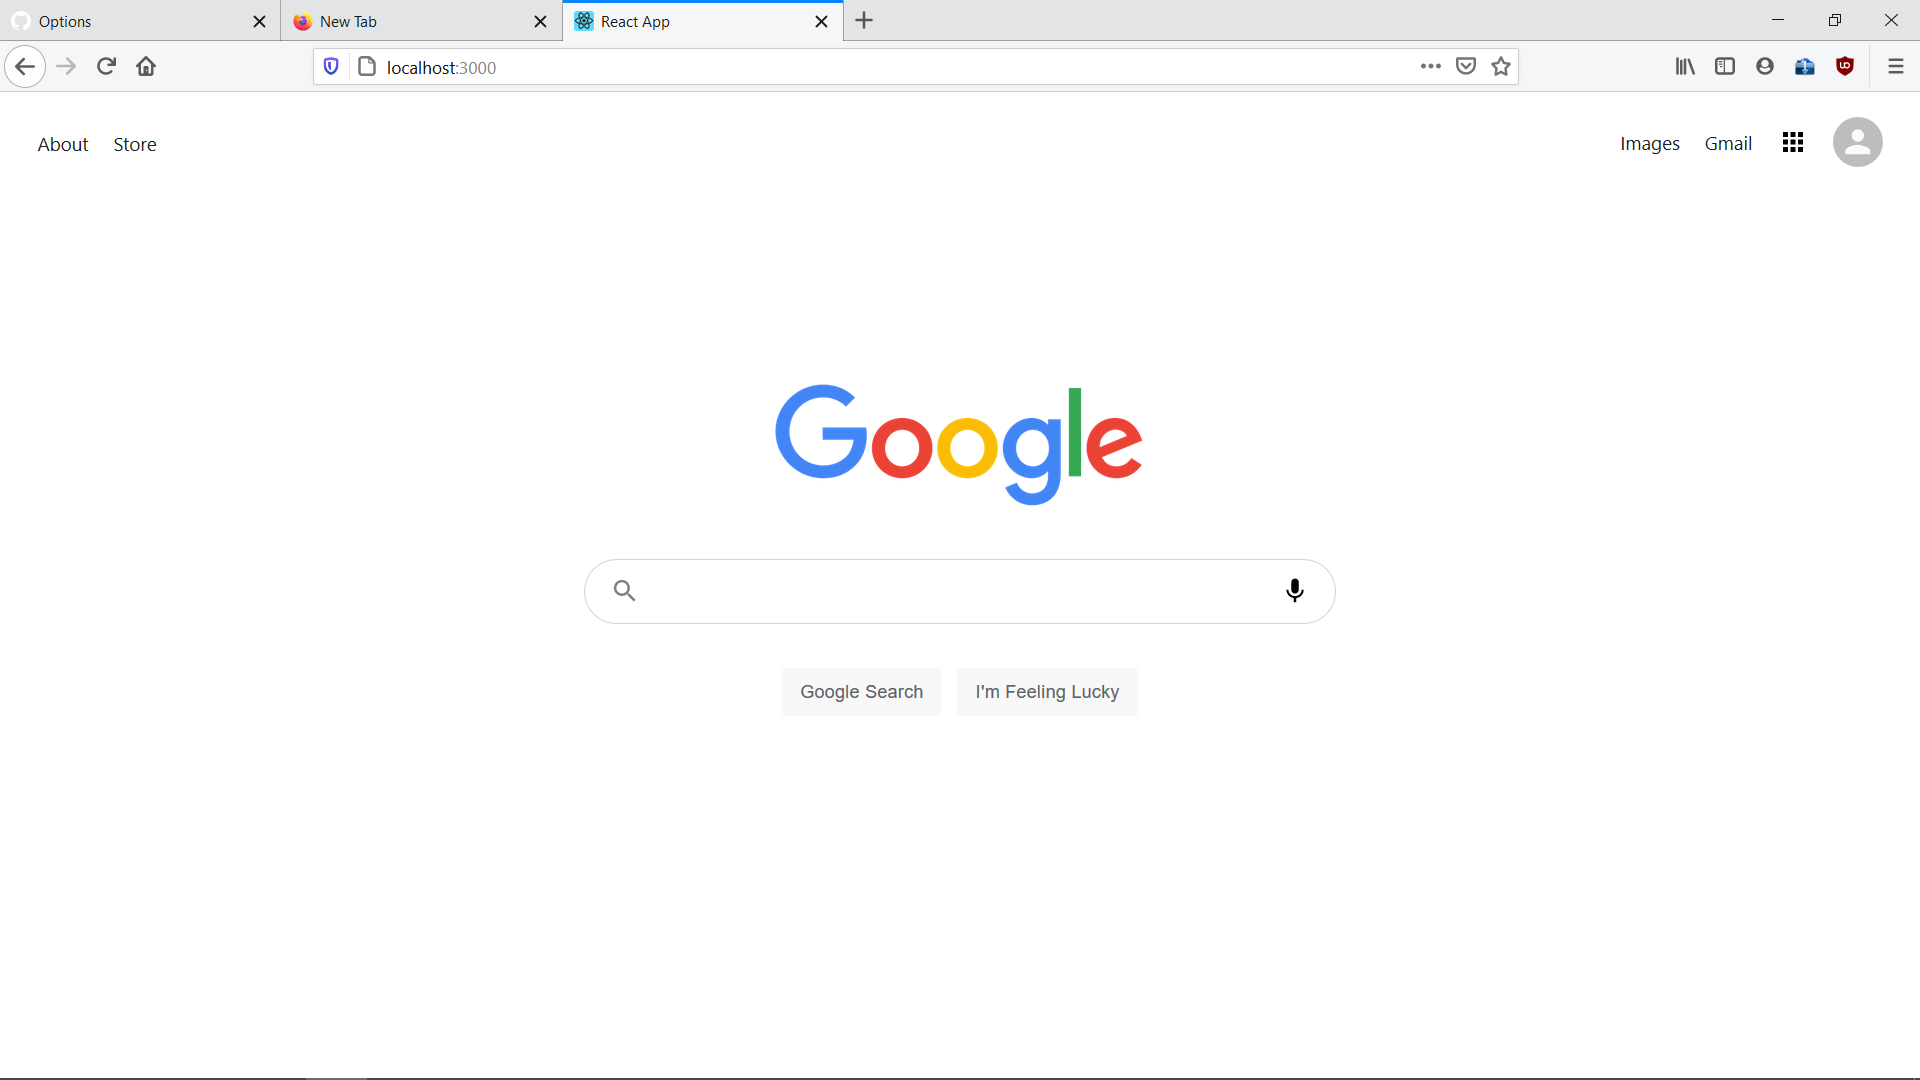 Options
New Tab
React App
localhost:3000
About Store
Images Gmail
Google
Google Search
I'm Feeling Lucky